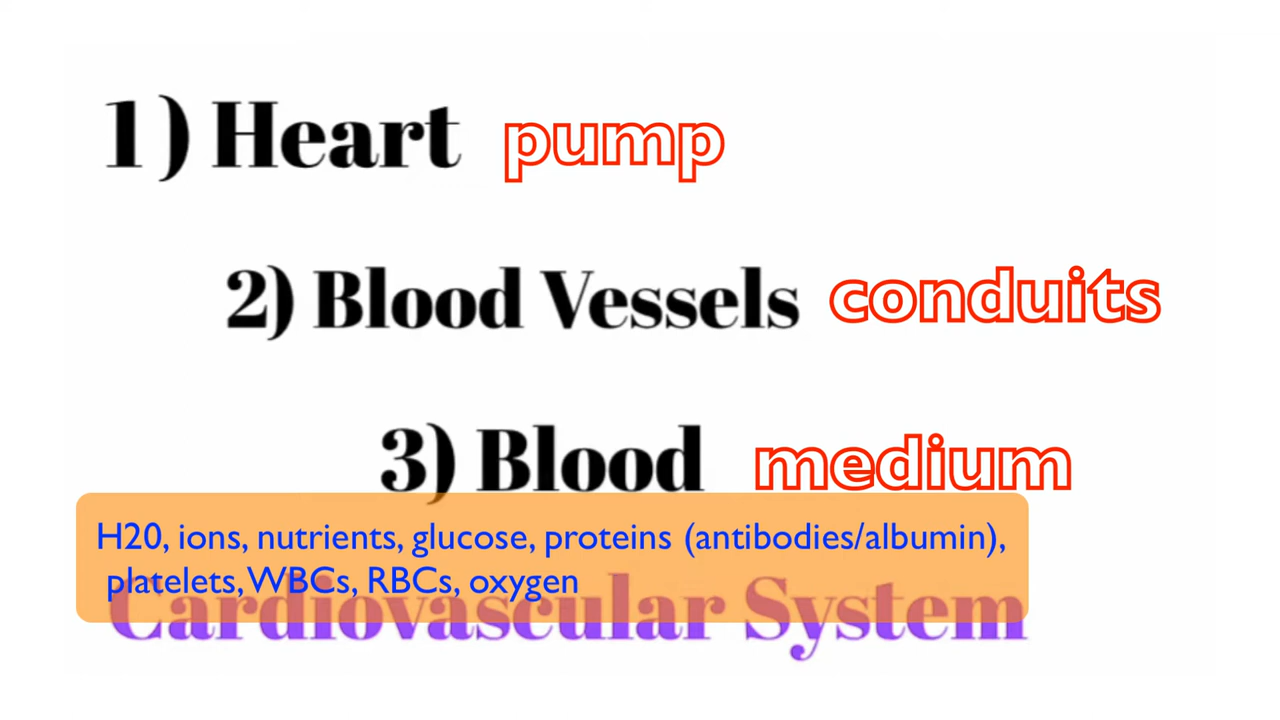 1) Heart pump
2) Blood Vessels conduits
3) Blood medium
H20, ions, nutrients, glucose, proteins (antibodies/albumin),
platelets, WBCs, RBCs, oxygen
Cardiovascular System